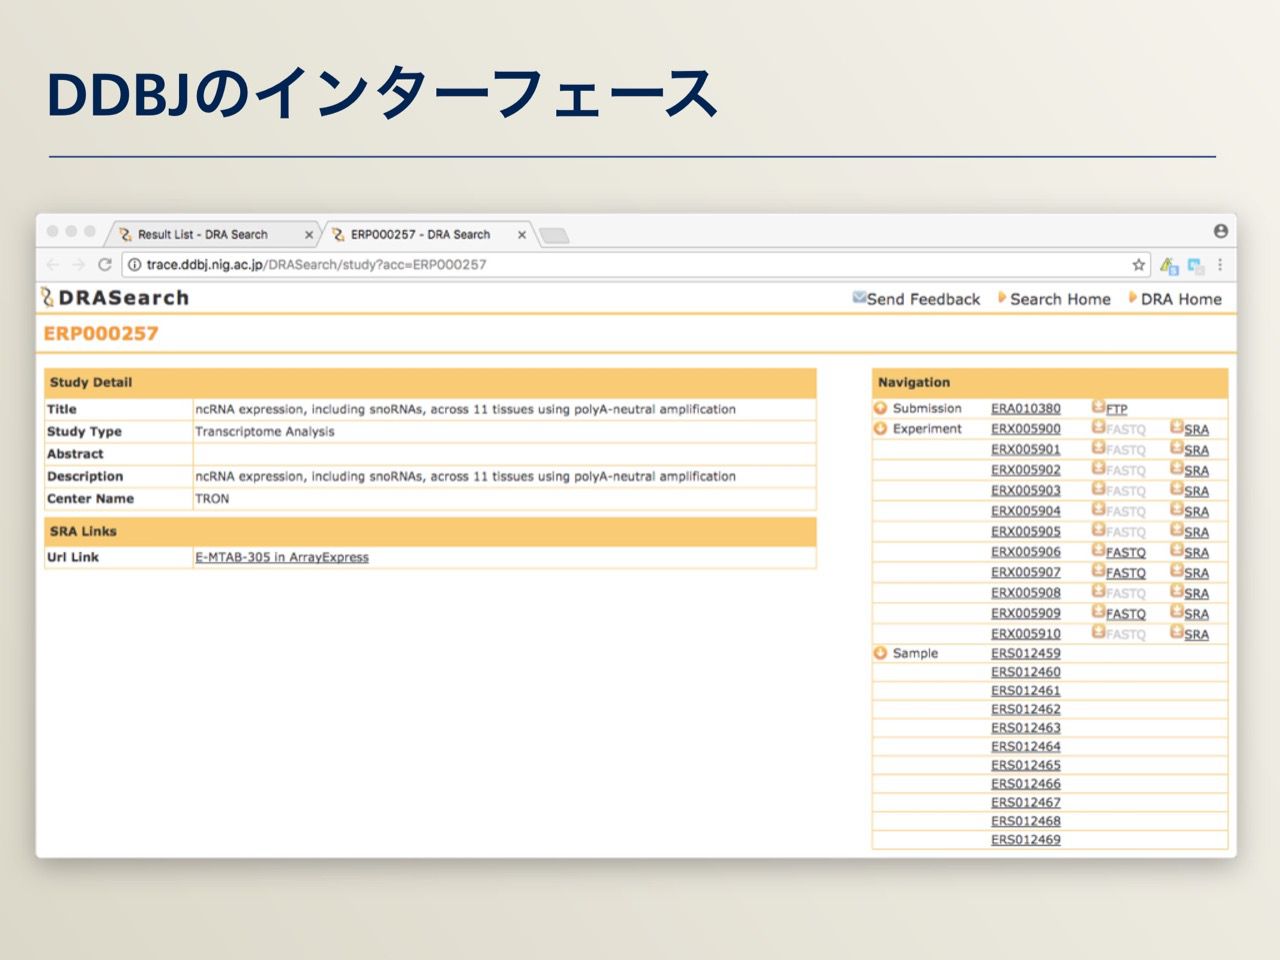 DDBJのインターフェース
Result List - DRA Search
ERP000257 - DRA Search
trace.ddbj.nig.ac.jp/DRASearch/study?acc=ERP000257
DRASearch
Send Feedback
Search Home
DRA Home
ERP000257
Study Detail
Title ncRNA expression, including snoRNAs, across 11 tissues using polyA-neutral amplification
Study Type Transcriptome Analysis
Abstract
Description ncRNA expression, including snoRNAs, across 11 tissues using polyA-neutral amplification
Center Name TRON
SRA Links
Url Link E-MTAB-305 in ArrayExpress
Navigation
Submission ERA010380 FTP
Experiment ERX005900 FASTQ SRA
ERX005901 FASTQ SRA
ERX005902 FASTQ SRA
ERX005903 FASTQ SRA
ERX005904 FASTQ SRA
ERX005905 FASTQ SRA
ERX005906 FASTQ SRA
ERX005907 FASTQ SRA
ERX005908 FASTQ SRA
ERX005909 FASTQ SRA
ERX005910 FASTQ SRA
Sample ERS012459
ERS012460
ERS012461
ERS012462
ERS012463
ERS012464
ERS012465
ERS012466
ERS012467
ERS012468
ERS012469